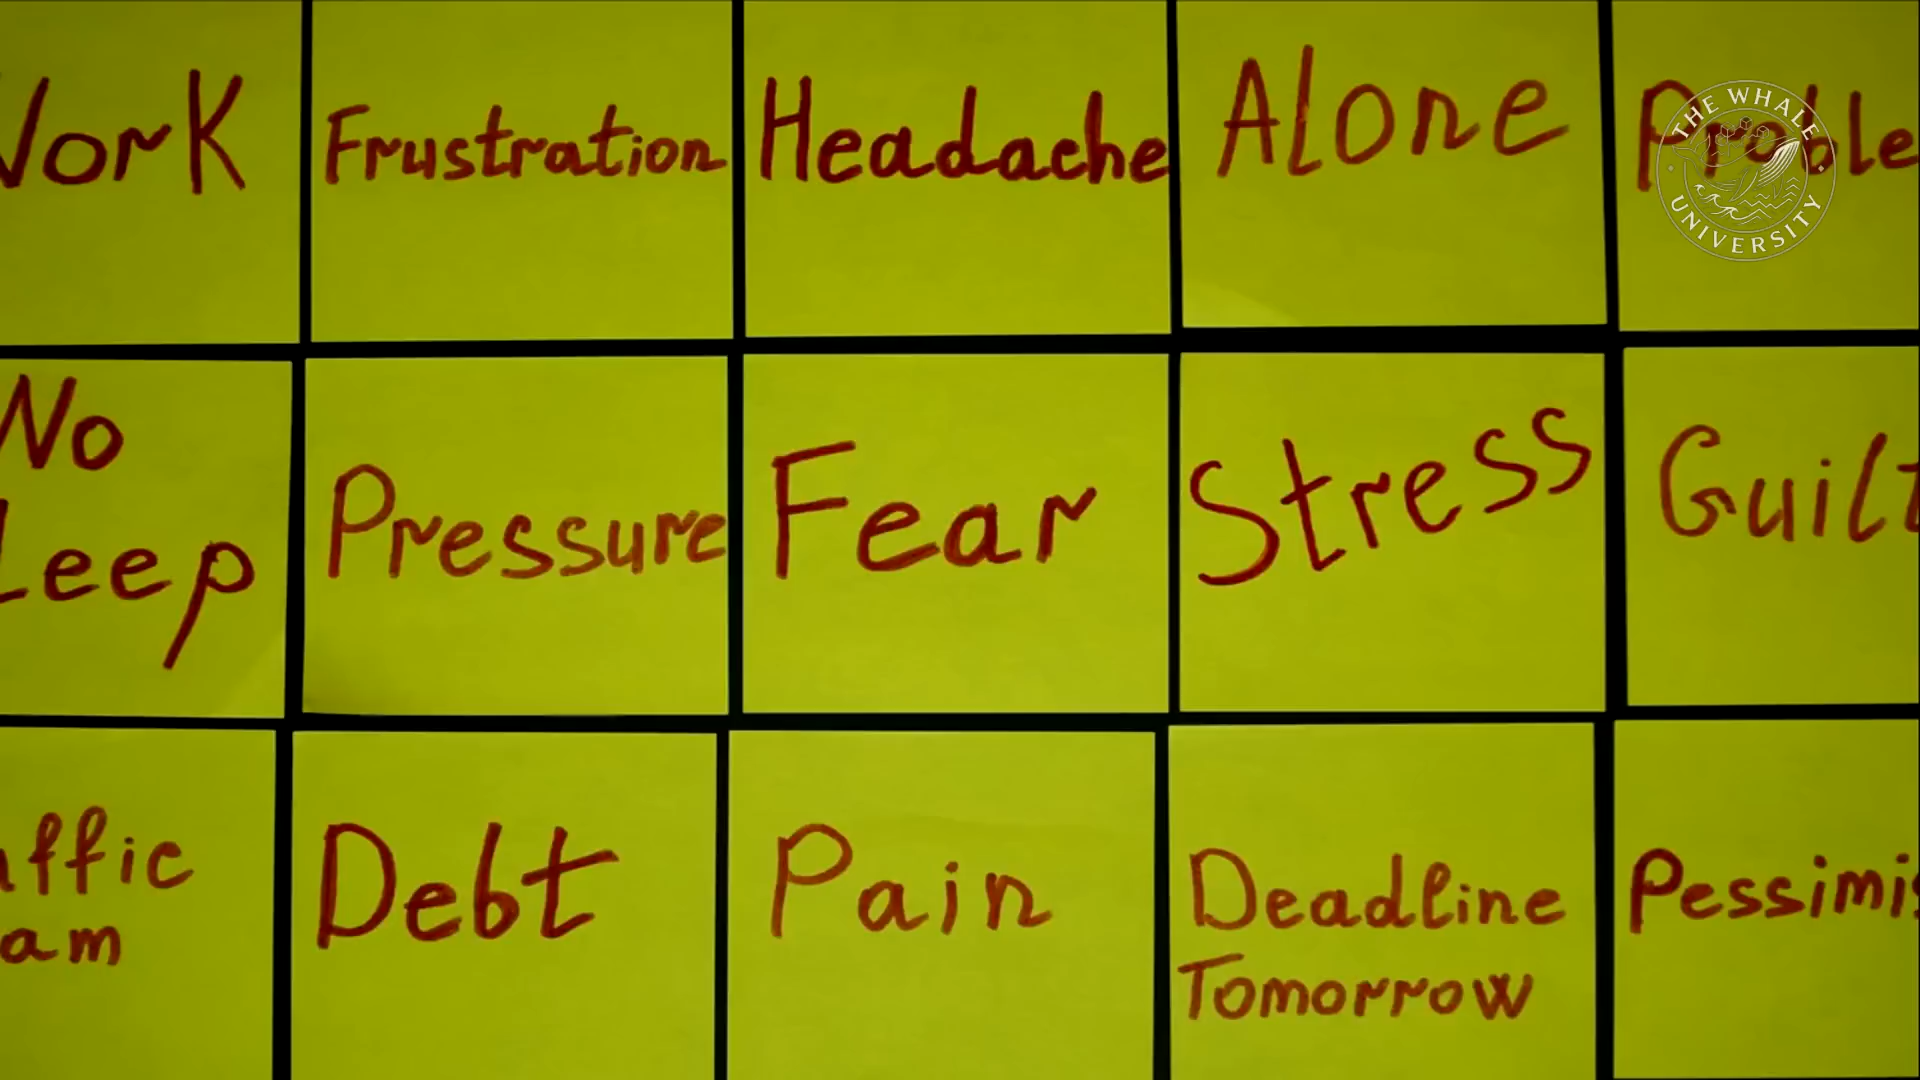 Work
Frustration
Headache
Alone
Proble
THE WHALE
UNIVERSITY
No
Leep
Pressure
Fear
Stress
Guilt
affic
am
Debt
Pain
Deadline
Tomorrow
Pessimis